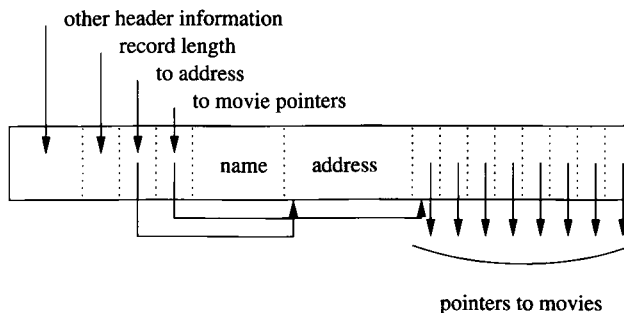 other header information
record length
to address
to movie pointers
name address
pointers to movies